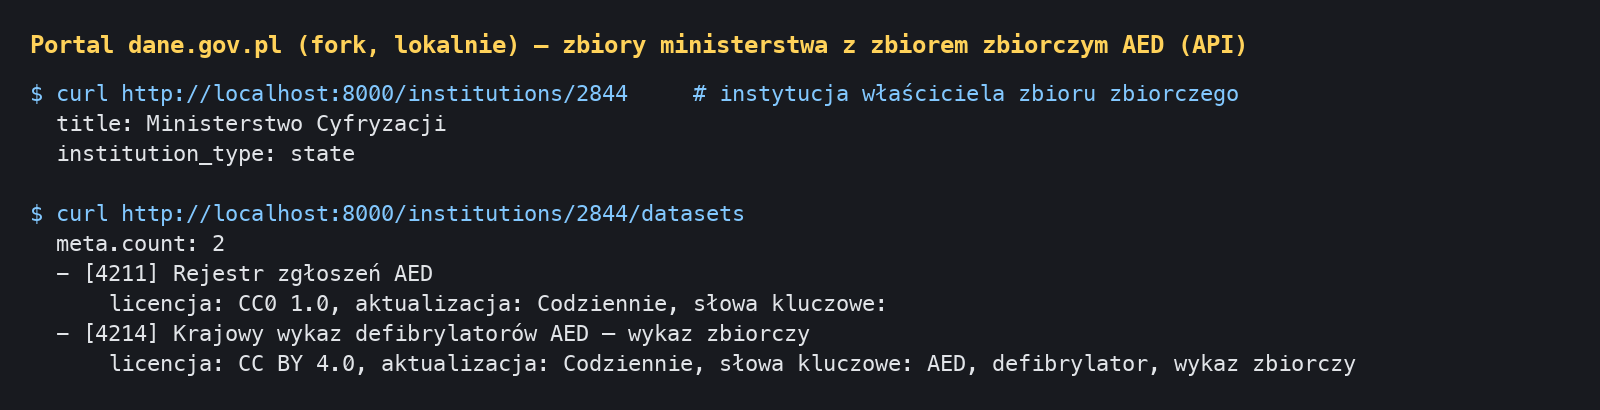 Portal dane.gov.pl (fork, lokalnie) — zbiory ministerstwa z zbiorem zbiorczym AED (API)
$ curl http://localhost:8000/institutions/2844     # instytucja właściciela zbioru zbiorczego
title: Ministerstwo Cyfryzacji
institution_type: state
$ curl http://localhost:8000/institutions/2844/datasets
meta.count: 2
– [4211] Rejestr zgłoszeń AED
licencja: CC0 1.0, aktualizacja: Codziennie, słowa kluczowe:
– [4214] Krajowy wykaz defibrylatorów AED — wykaz zbiorczy
licencja: CC BY 4.0, aktualizacja: Codziennie, słowa kluczowe: AED, defibrylator, wykaz zbiorczy